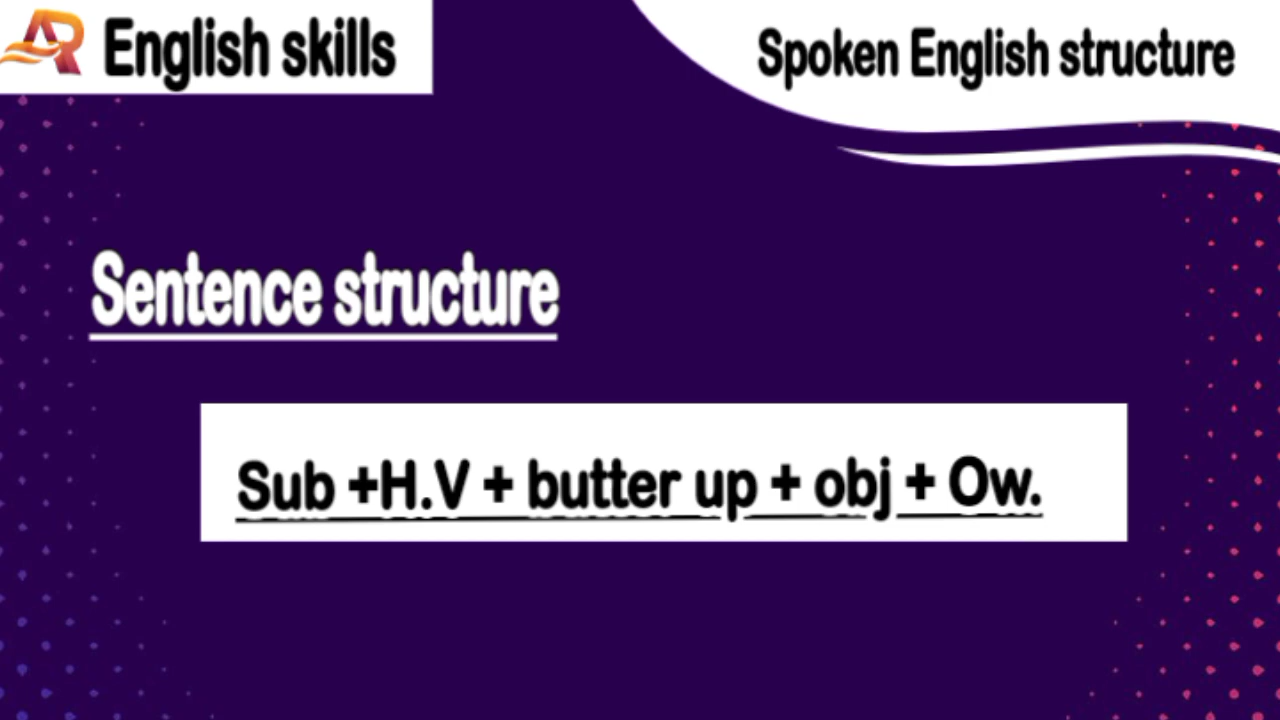 AR English skills
Spoken English structure
Sentence structure
Sub +H.V + butter up + obj + Ow.